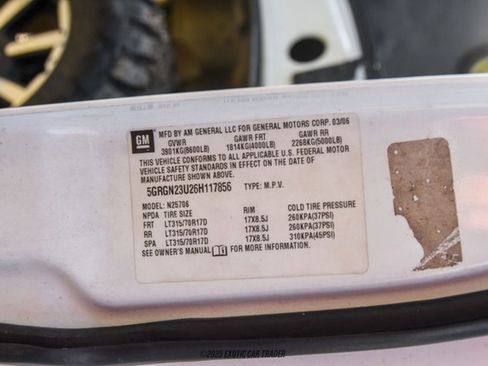 GM
MFD BY AM GENERAL LLC FOR GENERAL MOTORS CORP. 03/06
GVWR GAWR FRT GAWR RR
3901KG(8600LB) 1814KG(4000LB) 2268KG(5000LB)
THIS VEHICLE CONFORMS TO ALL APPLICABLE U.S. FEDERAL MOTOR
VEHICLE SAFETY STANDARDS IN EFFECT ON THE DATE OF
MANUFACTURE SHOWN ABOVE.
5GRGN23U26H117856 TYPE: M.P.V.
MODEL: N25706
NPDA TIRE SIZE RIM COLD TIRE PRESSURE
FRT LT315/70R17D 17X8.5J 260KPA(37PSI)
RR LT315/70R17D 17X8.5J 260KPA(37PSI)
SPA LT315/70R17D 17X8.5J 310KPA(45PSI)
SEE OWNER'S MANUAL FOR MORE INFORMATION.
©2025 EXOTIC CAR TRADER